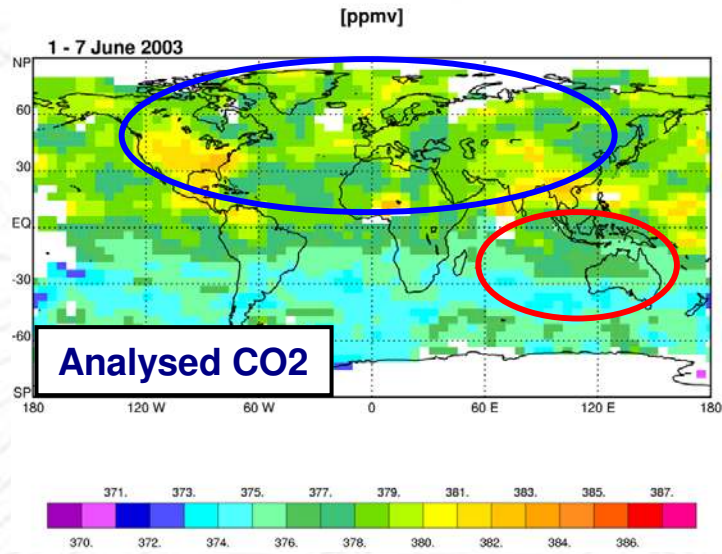 [ppmv]
1 - 7 June 2003
NP
60
30
EQ
-30
-60
SP
Analysed CO2
180 120 W 60 W 0 60 E 120 E 180
371. 373. 375. 377. 379. 381. 383. 385. 387.
370. 372. 374. 376. 378. 380. 382. 384. 386.